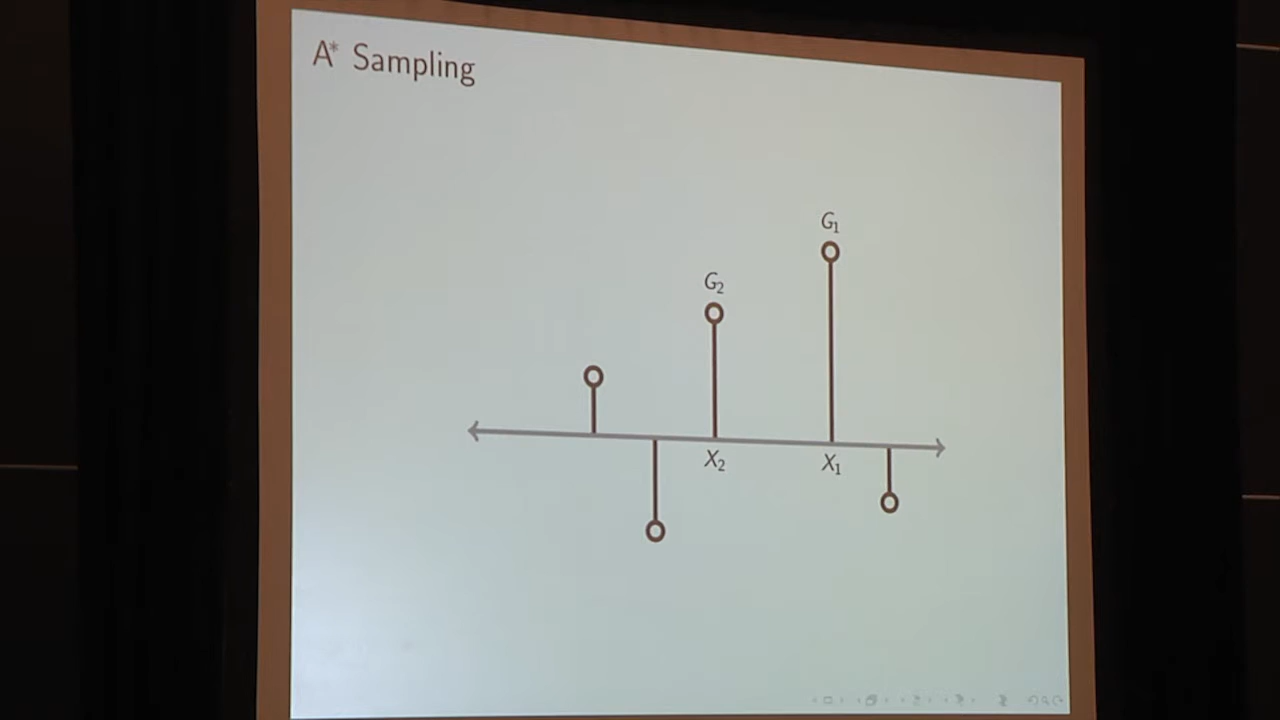 A* Sampling
G₁
G₂
X₂
X₁